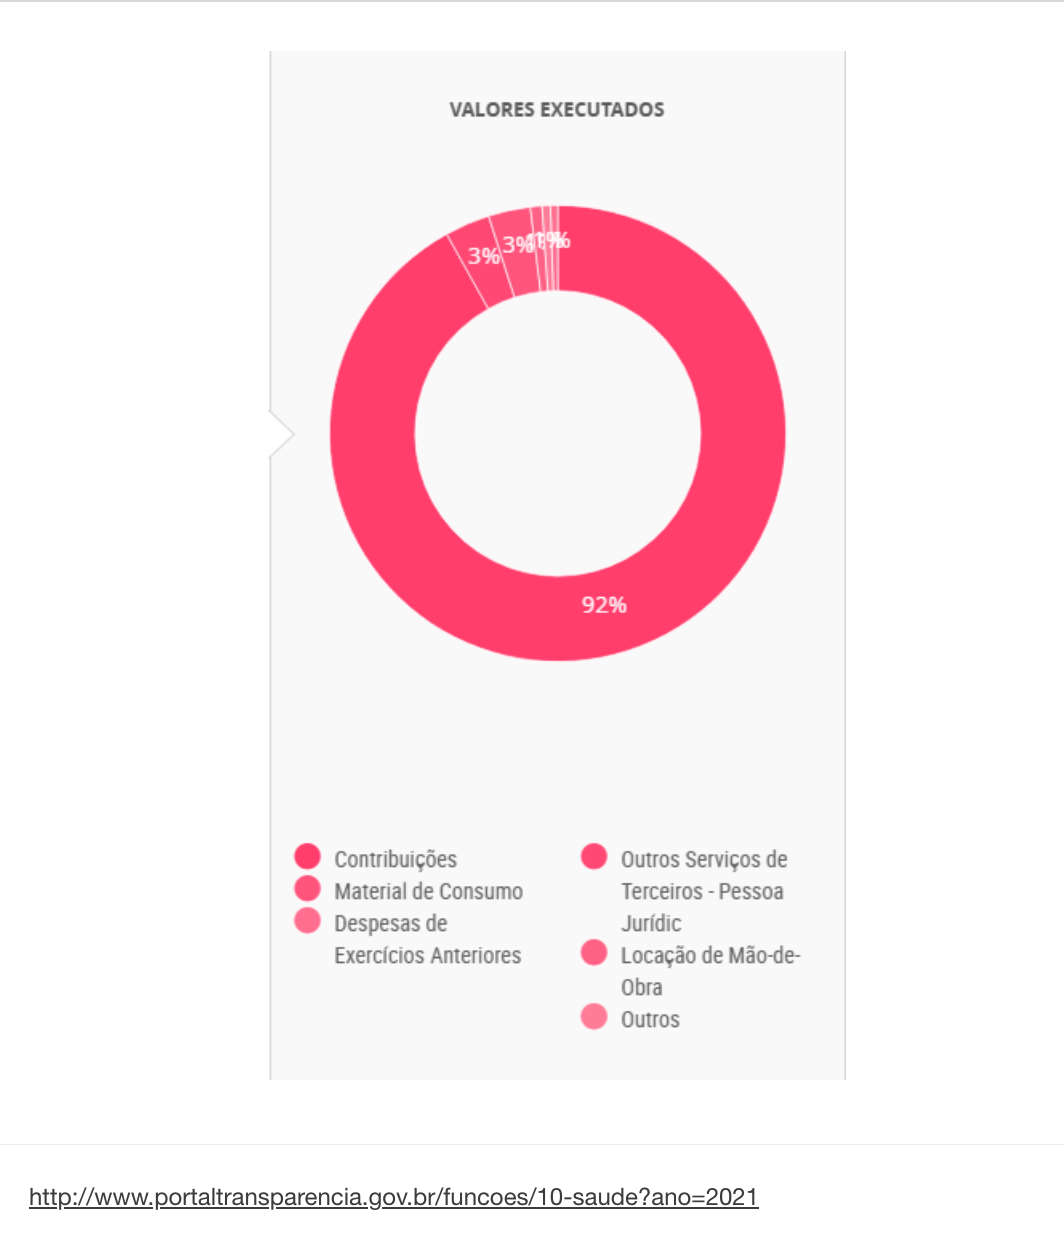 VALORES EXECUTADOS
3%
3%
92%
Contribuições
Material de Consumo
Despesas de
Exercícios Anteriores
Outros Serviços de
Terceiros - Pessoa
Jurídic
Locação de Mão-de-
Obra
Outros
http://www.portaltransparencia.gov.br/funcoes/10-saude?ano=2021